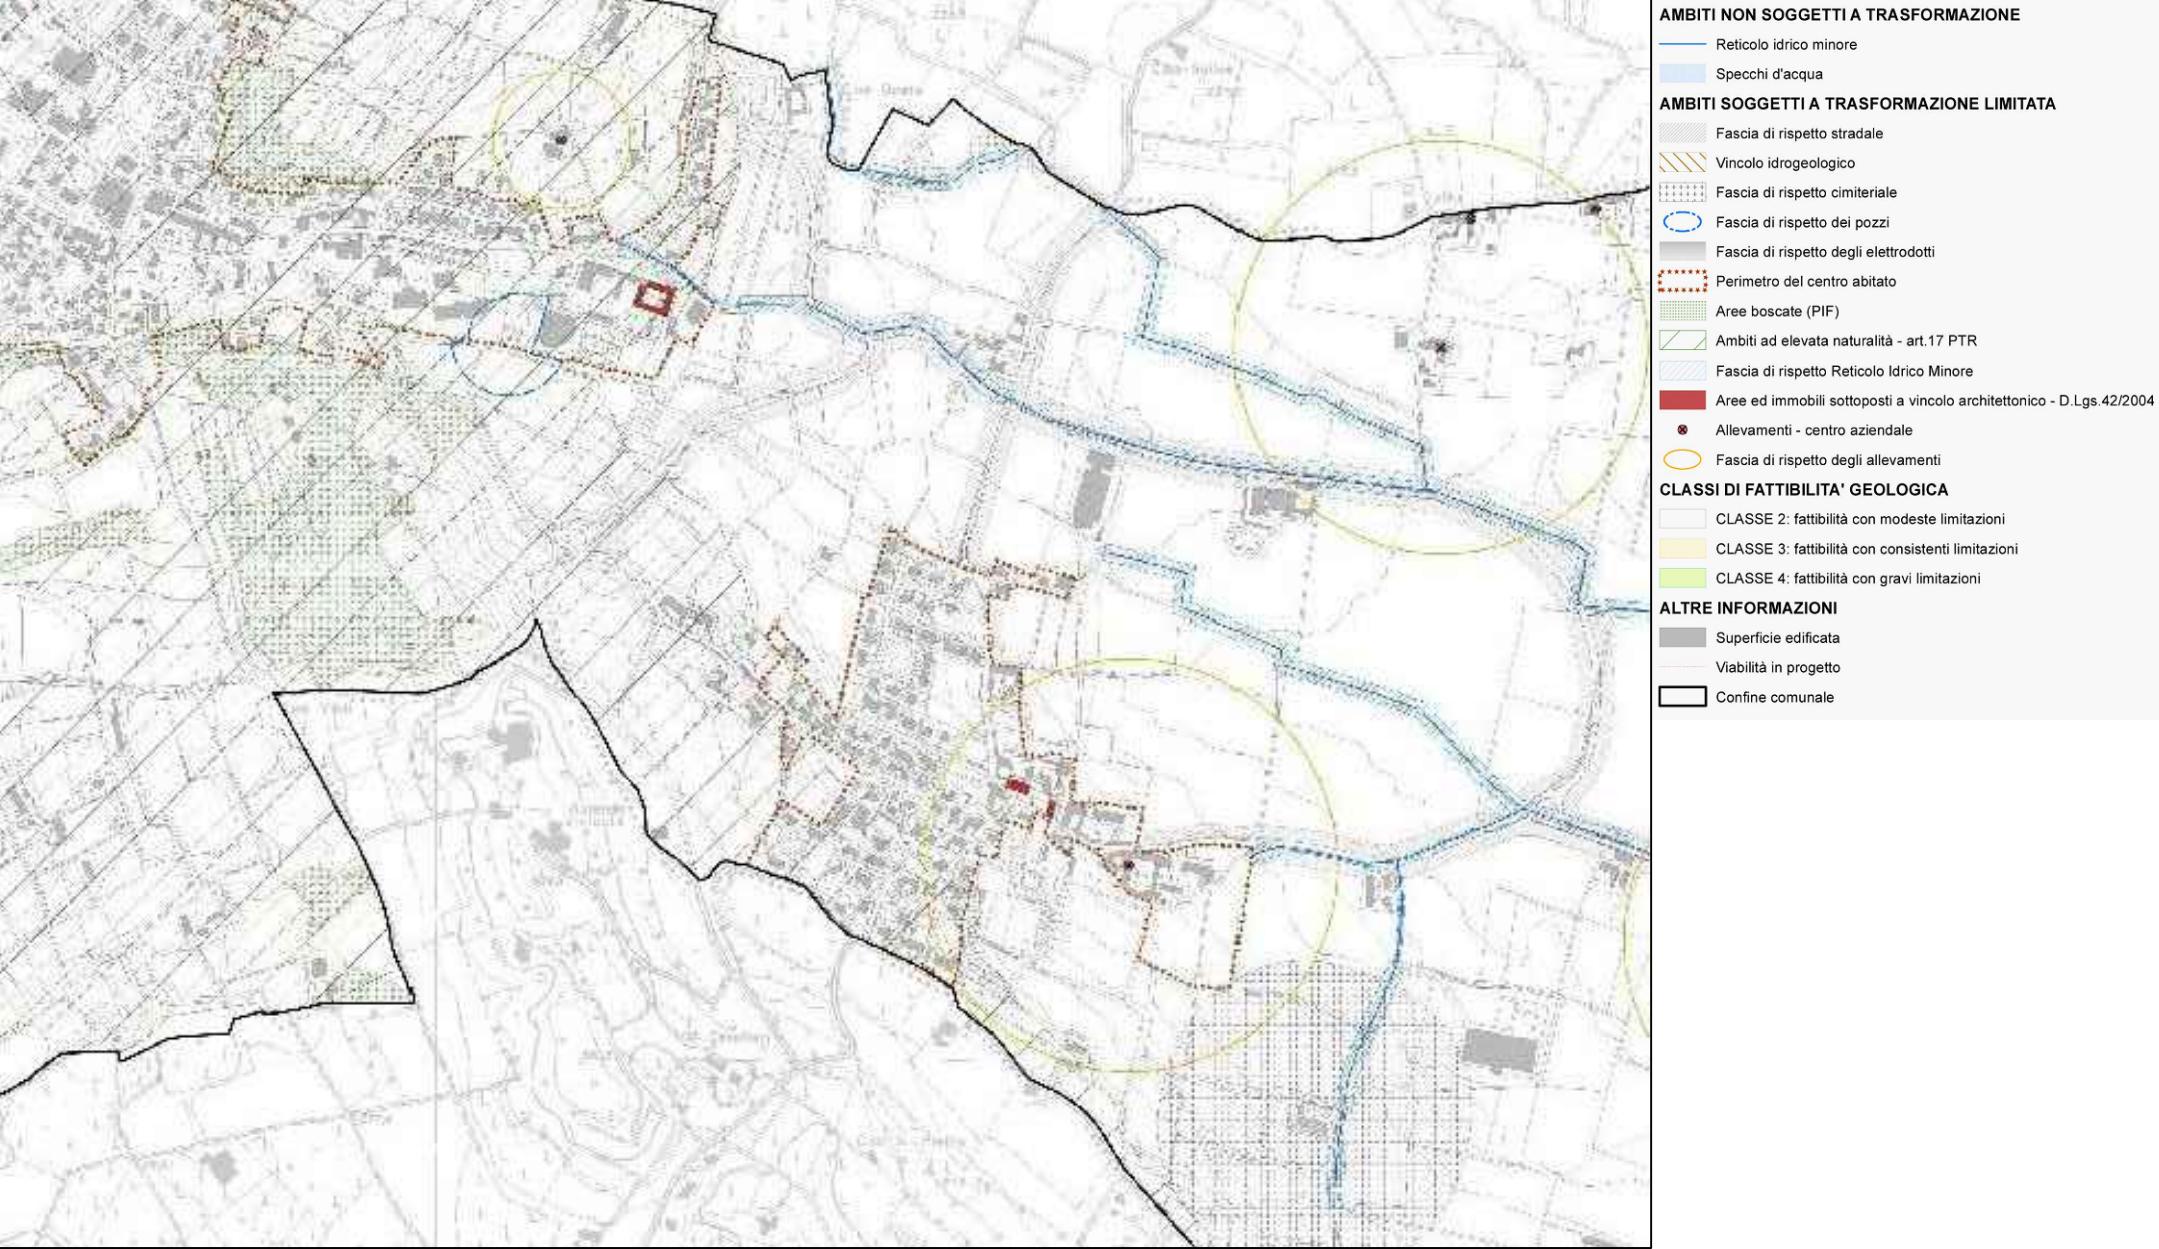 AMBITI NON SOGGETTI A TRASFORMAZIONE
Reticolo idrico minore
Specchi d'acqua
AMBITI SOGGETTI A TRASFORMAZIONE LIMITATA
Fascia di rispetto stradale
Vincolo idrogeologico
Fascia di rispetto cimiteriale
Fascia di rispetto dei pozzi
Fascia di rispetto degli elettrodotti
Perimetro del centro abitato
Aree boscate (PIF)
Ambiti ad elevata naturalità - art.17 PTR
Fascia di rispetto Reticolo Idrico Minore
Aree ed immobili sottoposti a vincolo architettonico - D.Lgs.42/2004
Allevamenti - centro aziendale
Fascia di rispetto degli allevamenti
CLASSI DI FATTIBILITA' GEOLOGICA
CLASSE 2: fattibilità con modeste limitazioni
CLASSE 3: fattibilità con consistenti limitazioni
CLASSE 4: fattibilità con gravi limitazioni
ALTRE INFORMAZIONI
Superficie edificata
Viabilità in progetto
Confine comunale